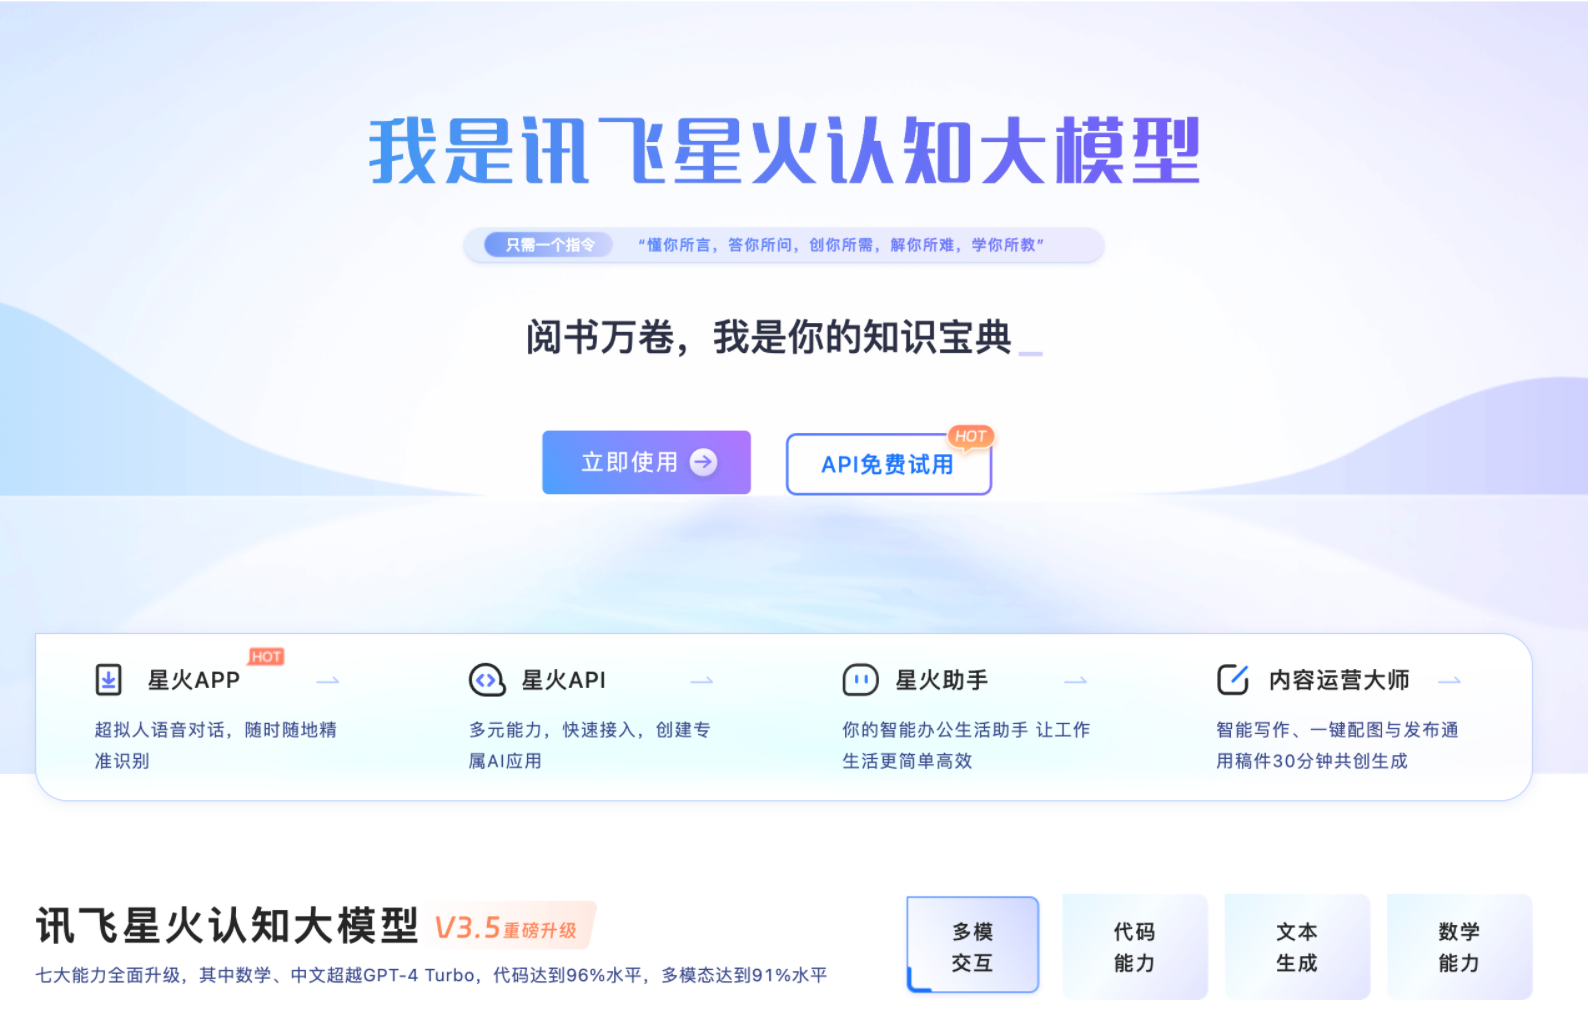 我是讯飞星火认知大模型
只需一个指令 “懂你所言，答你所问，创你所需，解你所难，学你所教”
阅书万卷，我是你的知识宝典_
立即使用
API免费试用
HOT
星火APP
HOT
超拟人语音对话，随时随地精
准识别
星火API
多元能力，快速接入，创建专
属AI应用
星火助手
你的智能办公生活助手 让工作
生活更简单高效
内容运营大师
智能写作、一键配图与发布通
用稿件30分钟共创生成
讯飞星火认知大模型 V3.5重磅升级
七大能力全面升级，其中数学、中文超越GPT-4 Turbo，代码达到96%水平，多模态达到91%水平
多模
交互
代码
能力
文本
生成
数学
能力